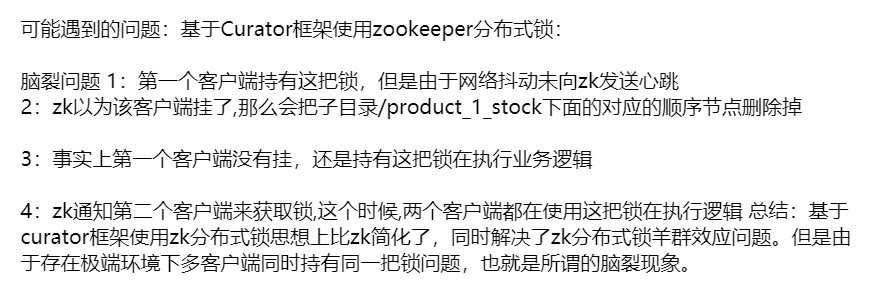 可能遇到的问题：基于Curator框架使用zookeeper分布式锁：
脑裂问题 1：第一个客户端持有这把锁，但是由于网络抖动未向zk发送心跳
2：zk以为该客户端挂了,那么会把子目录/product_1_stock下面的对应的顺序节点删除掉
3：事实上第一个客户端没有挂，还是持有这把锁在执行业务逻辑
4：zk通知第二个客户端来获取锁,这个时候,两个客户端都在使用这把锁在执行逻辑 总结：基于
curator框架使用zk分布式锁思想上比zk简化了，同时解决了zk分布式锁羊群效应问题。但是由
于存在极端环境下多客户端同时持有同一把锁问题，也就是所谓的脑裂现象。